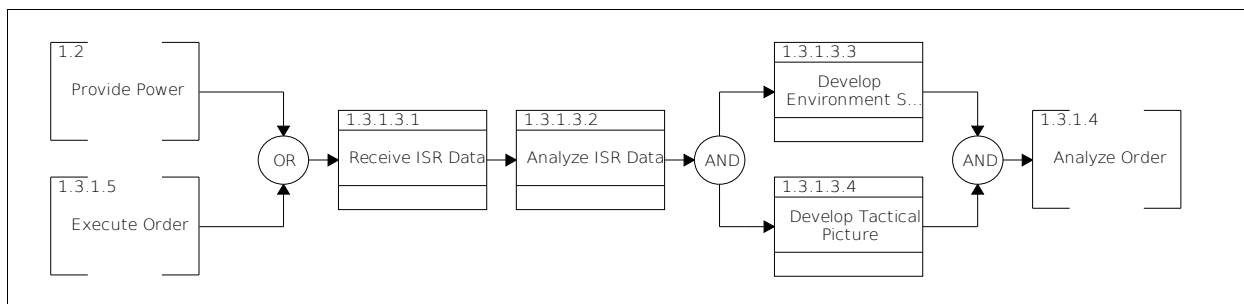 1.2
Provide Power
1.3.1.5
Execute Order
OR
1.3.1.3.1
Receive ISR Data
1.3.1.3.2
Analyze ISR Data
AND
1.3.1.3.3
Develop
Environment S...
1.3.1.3.4
Develop Tactical
Picture
AND
1.3.1.4
Analyze Order